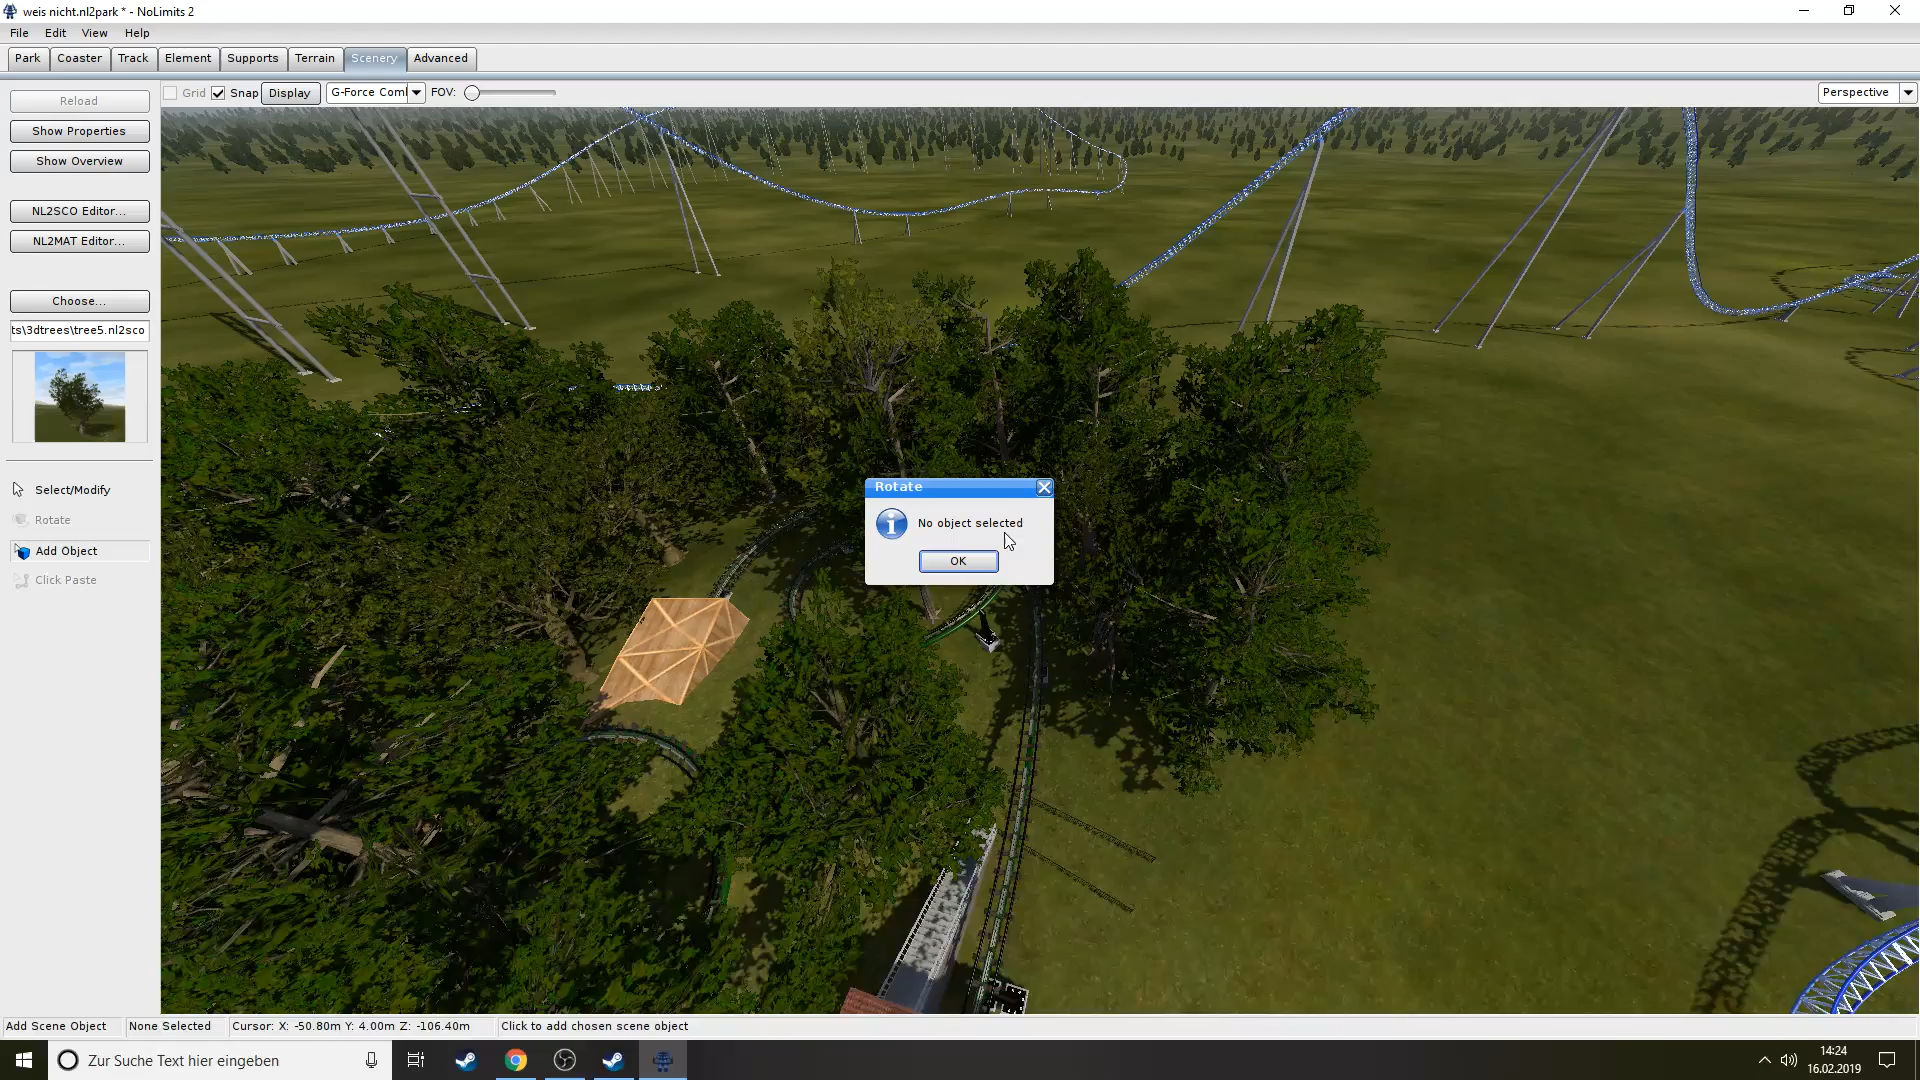 weis nicht.nl2park * - NoLimits 2
File Edit View Help
Park Coaster Track Element Supports Terrain Scenery Advanced
Grid Snap Display G-Force Coml FOV: Perspective
Reload
Show Properties
Show Overview
NL2SCO Editor...
NL2MAT Editor...
Choose...
ts\3dtrees\tree5.nl2sco
Select/Modify
Rotate
Add Object
Click Paste
Rotate
No object selected
OK
Add Scene Object None Selected Cursor: X: -50.80m Y: 4.00m Z: -106.40m Click to add chosen scene object
Zur Suche Text hier eingeben
14:24
16.02.2019